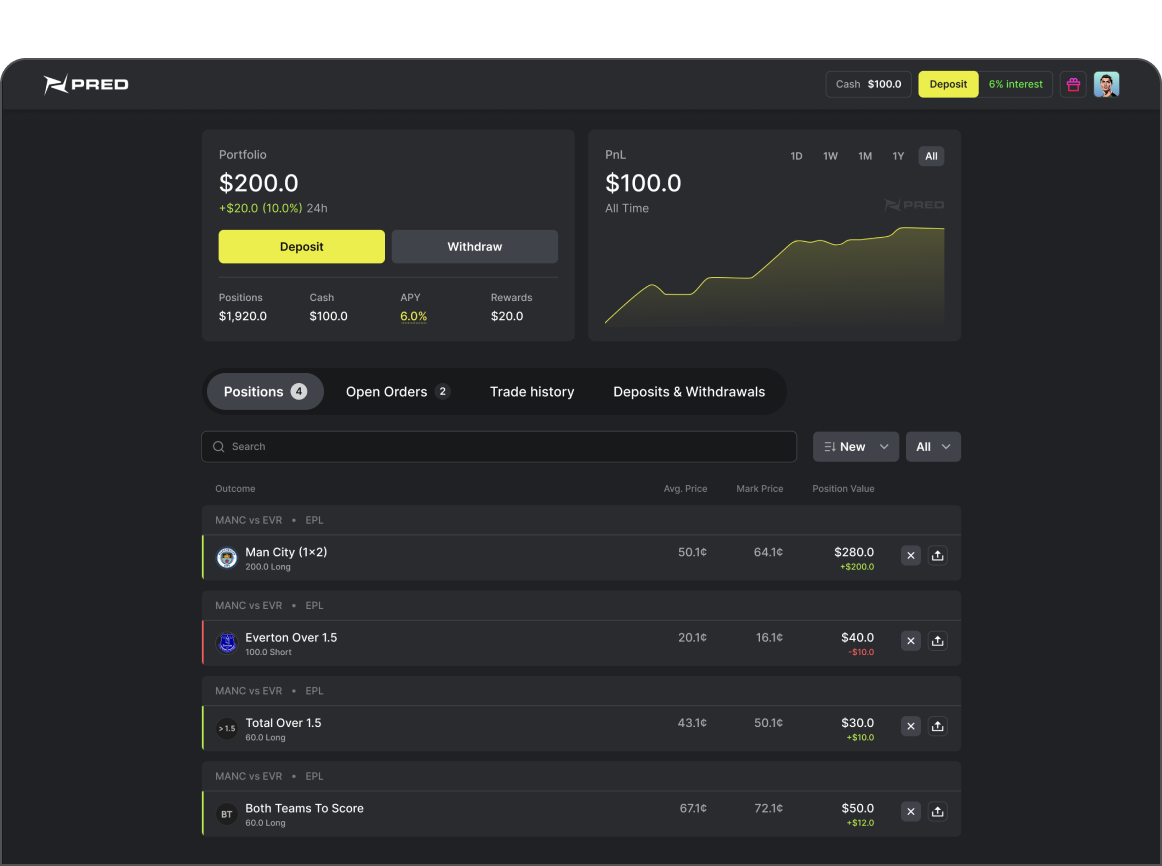 PRED
Cash $100.0
Deposit
6% interest
Portfolio
$200.0
+$20.0 (10.0%) 24h
Deposit
Withdraw
Positions
Cash
APY
Rewards
$1,920.0
$100.0
6.0%
$20.0
PnL
1D 1W 1M 1Y All
$100.0
All Time
PRED
Positions 4
Open Orders 2
Trade history
Deposits & Withdrawals
Search
New
All
Outcome
Avg. Price
Mark Price
Position Value
MANC vs EVR • EPL
Man City (1×2)
50.1¢
64.1¢
$280.0
200.0 Long
+$200.0
MANC vs EVR • EPL
Everton Over 1.5
20.1¢
16.1¢
$40.0
100.0 Short
-$10.0
MANC vs EVR • EPL
>1.5
Total Over 1.5
43.1¢
50.1¢
$30.0
60.0 Long
+$10.0
MANC vs EVR • EPL
BT
Both Teams To Score
67.1¢
72.1¢
$50.0
60.0 Long
+$12.0